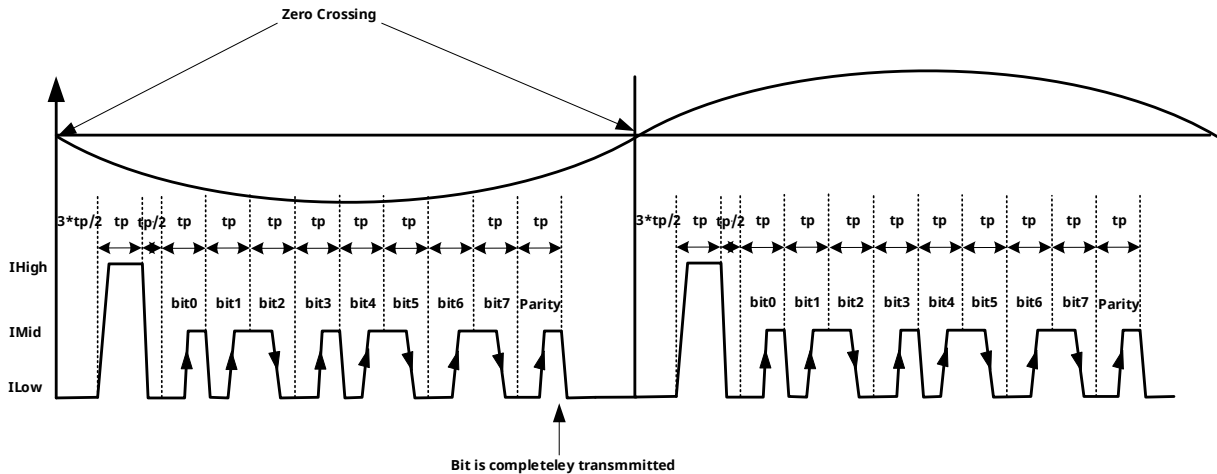 Zero Crossing
3*tp/2 tp tp/2 tp tp tp tp tp tp tp tp
3*tp/2 tp tp/2 tp tp tp tp tp tp tp tp tp
IHigh
bit0 bit1 bit2 bit3 bit4 bit5 bit6 bit7 Parity
bit0 bit1 bit2 bit3 bit4 bit5 bit6 bit7 Parity
IMid
ILow
Bit is completeley transmmitted